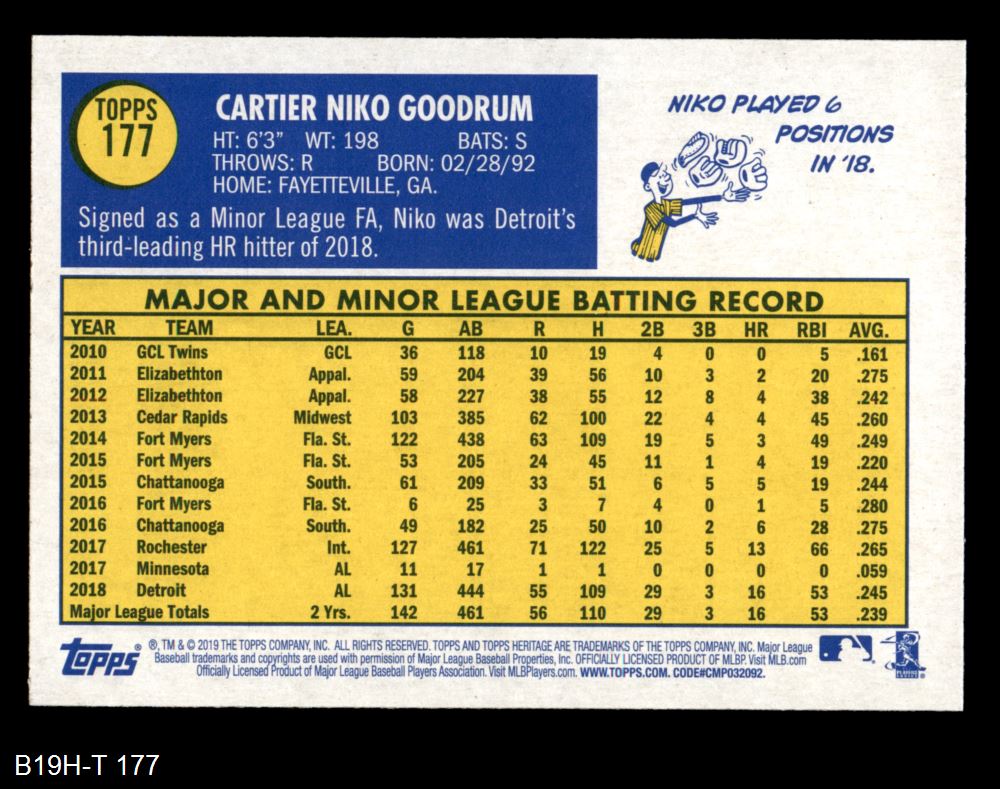 TOPPS
177
CARTIER NIKO GOODRUM
HT: 6'3" WT: 198 BATS: S
THROWS: R BORN: 02/28/92
HOME: FAYETTEVILLE, GA.
Signed as a Minor League FA, Niko was Detroit's
third-leading HR hitter of 2018.
NIKO PLAYED 6
POSITIONS
IN '18.
MAJOR AND MINOR LEAGUE BATTING RECORD
YEAR TEAM LEA. G AB R H 2B 3B HR RBI AVG.
2010 GCL Twins GCL 36 118 10 19 4 0 0 5 .161
2011 Elizabethton Appal. 59 204 39 56 10 3 2 20 .275
2012 Elizabethton Appal. 58 227 38 55 12 8 4 38 .242
2013 Cedar Rapids Midwest 103 385 62 100 22 4 4 45 .260
2014 Fort Myers Fla. St. 122 438 63 109 19 5 3 49 .249
2015 Fort Myers Fla. St. 53 205 24 45 11 1 4 19 .220
2015 Chattanooga South. 61 209 33 51 6 5 5 19 .244
2016 Fort Myers Fla. St. 6 25 3 7 4 0 1 5 .280
2016 Chattanooga South. 49 182 25 50 10 2 6 28 .275
2017 Rochester Int. 127 461 71 122 25 5 13 66 .265
2017 Minnesota AL 11 17 1 1 0 0 0 0 .059
2018 Detroit AL 131 444 55 109 29 3 16 53 .245
Major League Totals 2 Yrs. 142 461 56 110 29 3 16 53 .239
Topps ®, TM & © 2019 THE TOPPS COMPANY, INC. ALL RIGHTS RESERVED. TOPPS AND TOPPS HERITAGE ARE TRADEMARKS OF THE TOPPS COMPANY, INC. Major League
Baseball trademarks and copyrights are used with permission of Major League Baseball Properties, Inc. OFFICIALLY LICENSED PRODUCT OF MLBP. Visit MLB.com
Officially Licensed Product of Major League Baseball Players Association. Visit MLBPlayers.com. WWW.TOPPS.COM. CODE#CMP032092.
B19H-T 177